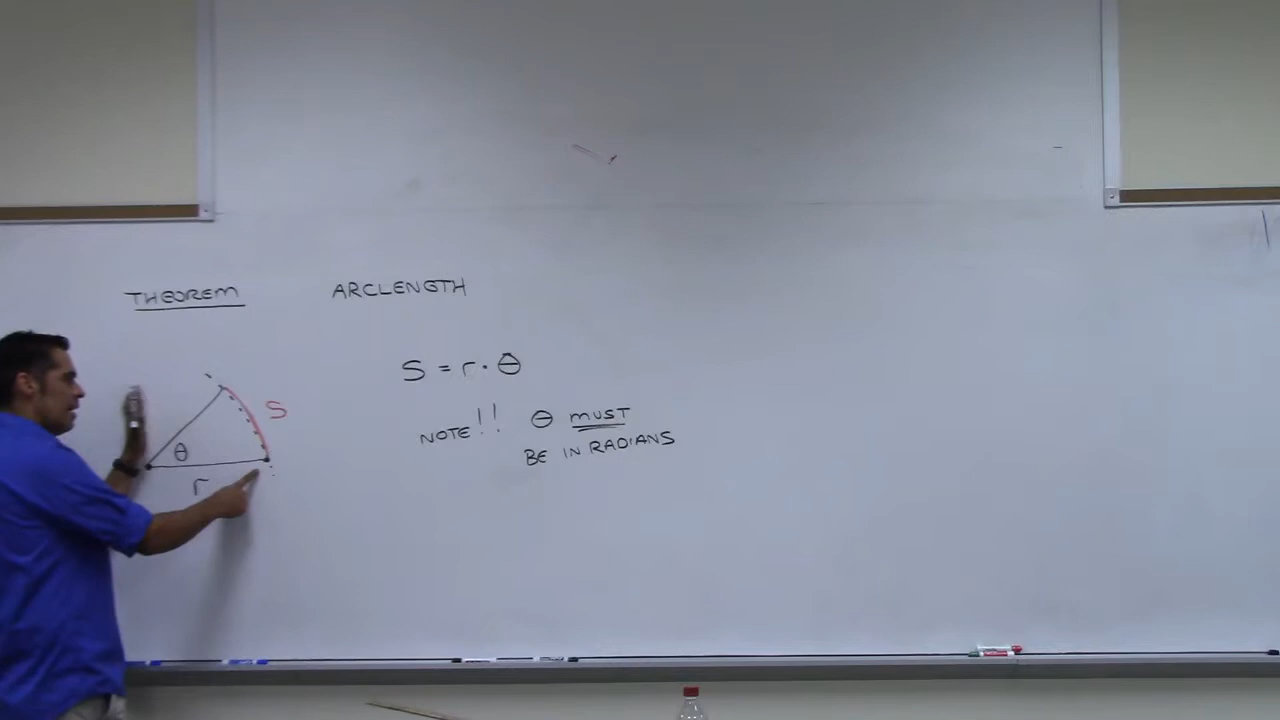 THEOREM ARCLENGTH
S = r · θ
NOTE!! θ MUST
BE IN RADIANS
S
θ
r